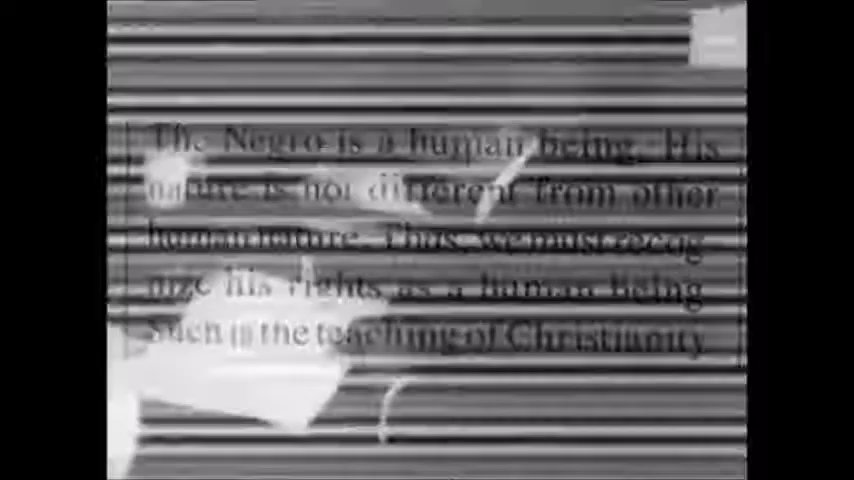 The Negro is a human being. His
nature is not different from other
human nature. Thus, we must recog
nize his rights as a human being
Such is the teaching of Christianity